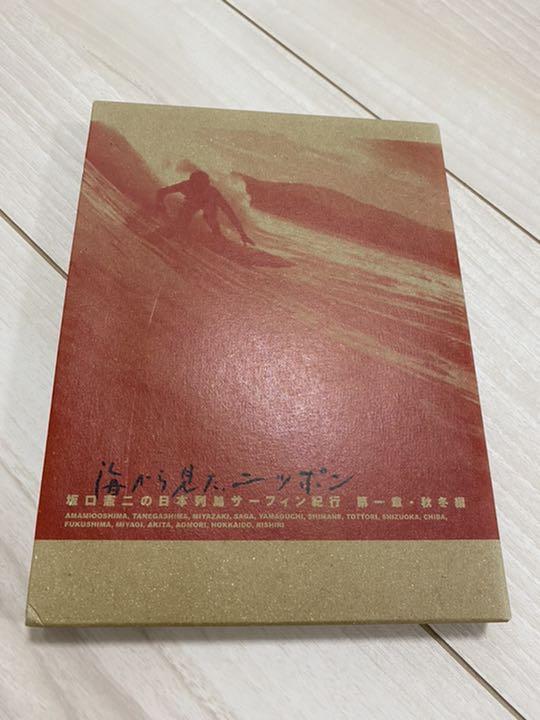 海から見たニッポン
坂口憲二の日本列島サーフィン紀行 第一章・秋冬編
AMAMIOOSHIMA, TANEGASHIMA, MIYAZAKI, SAGA, YAMAGUCHI, SHIMANE, TOTTORI, SHIZUOKA, CHIBA,
FUKUSHIMA, MIYAGI, AKITA, AOMORI, HOKKAIDO, RISHIRI